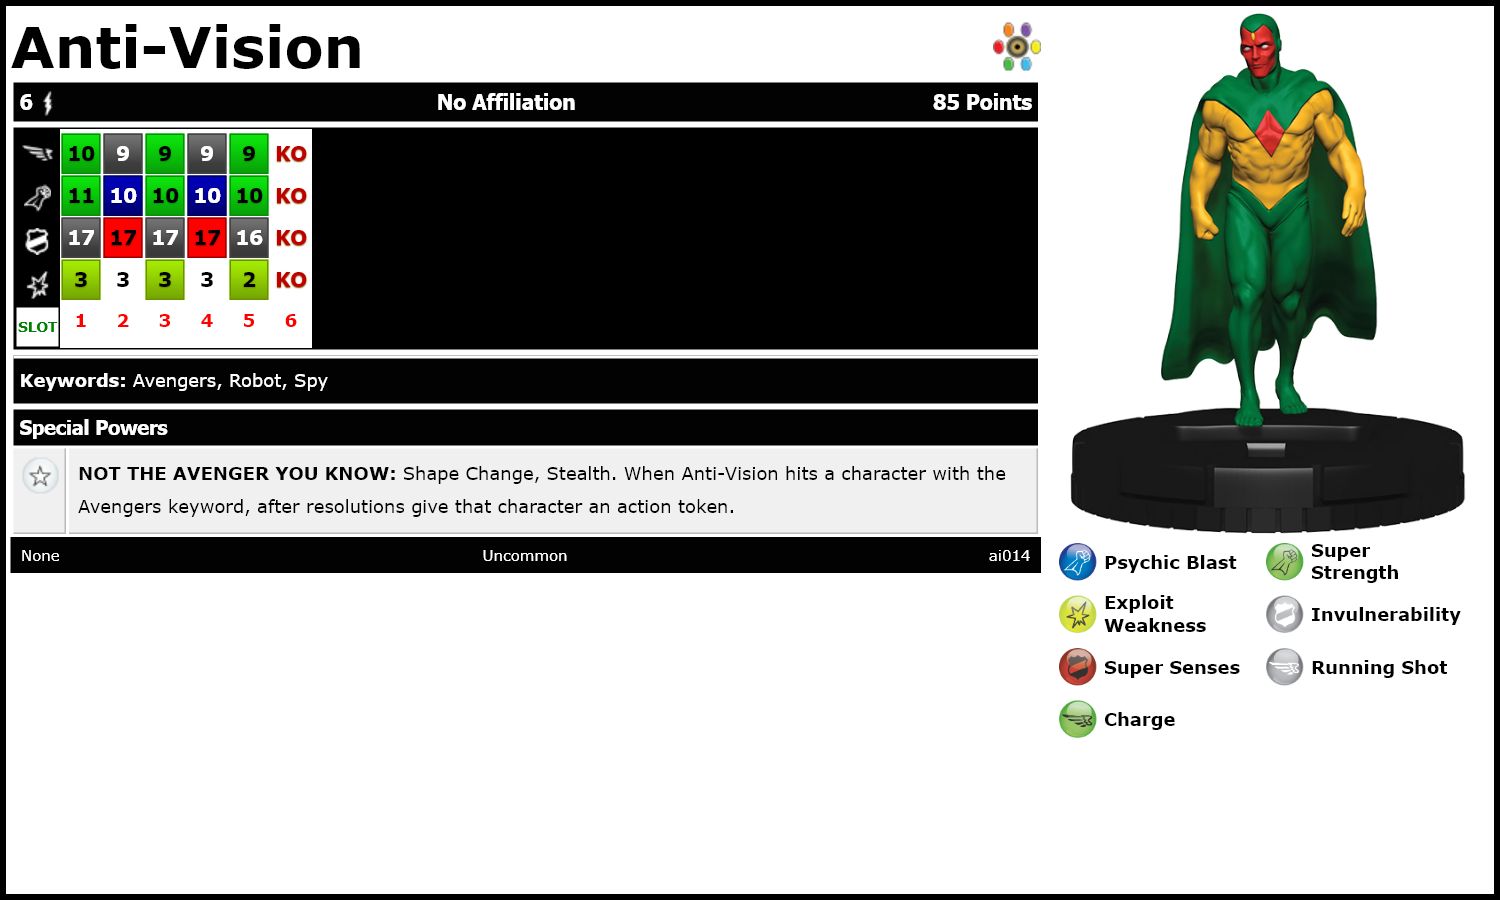 Anti-Vision
6 No Affiliation 85 Points
10 9 9 9 9 KO
11 10 10 10 10 KO
17 17 17 17 16 KO
3 3 3 3 2 KO
SLOT 1 2 3 4 5 6
Keywords: Avengers, Robot, Spy
Special Powers
NOT THE AVENGER YOU KNOW: Shape Change, Stealth. When Anti-Vision hits a character with the
Avengers keyword, after resolutions give that character an action token.
None Uncommon ai014
Psychic Blast
Super
Strength
Exploit
Weakness
Invulnerability
Super Senses
Running Shot
Charge